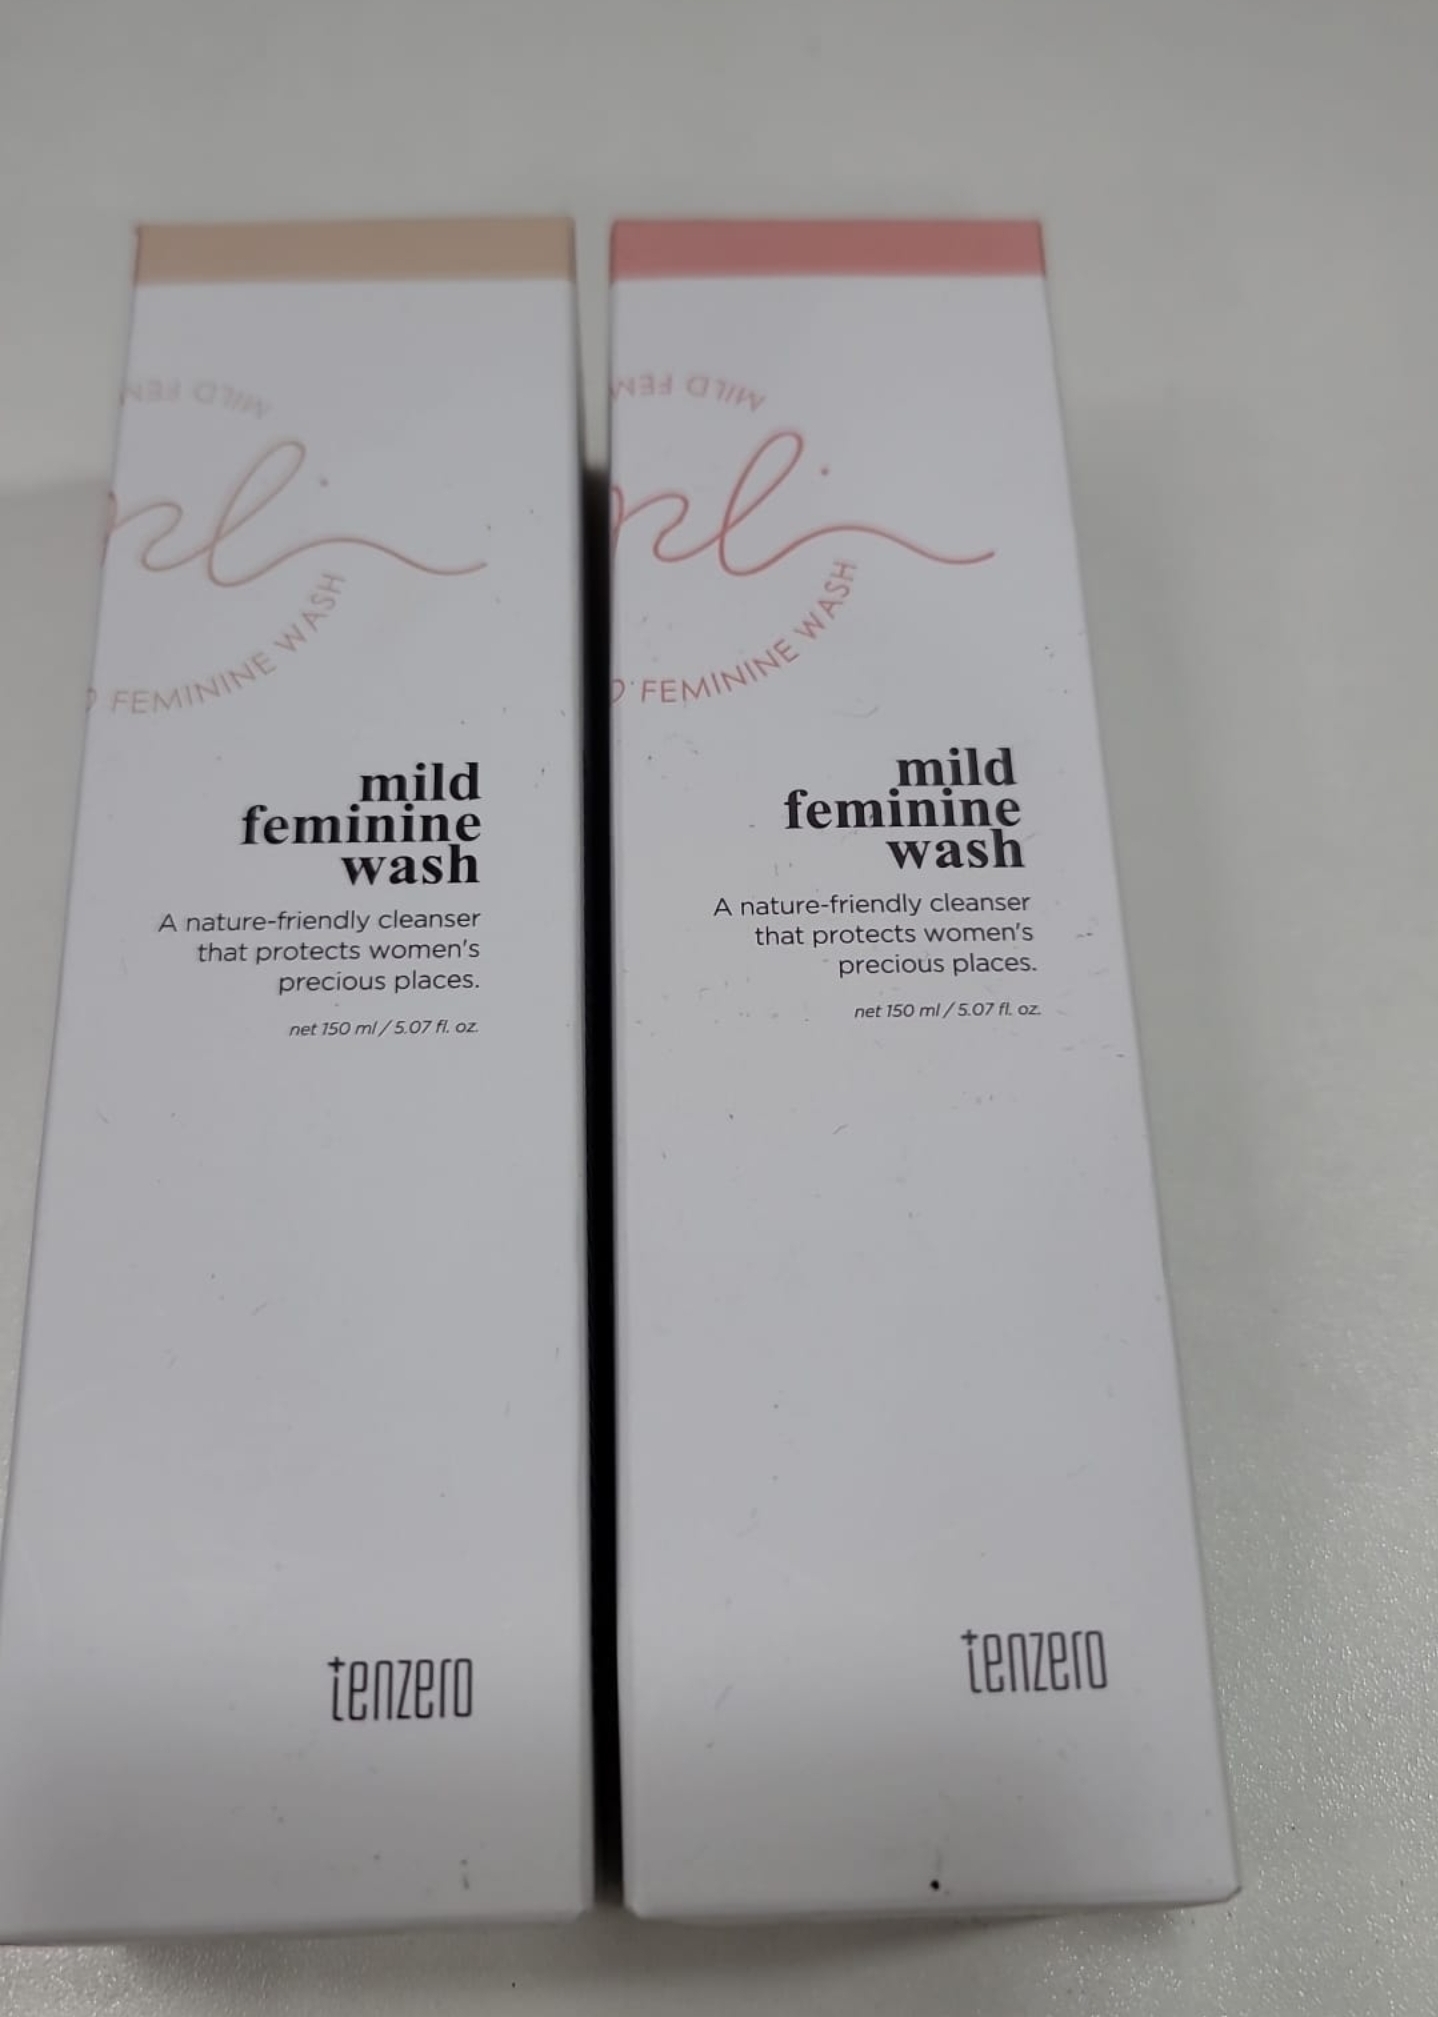 MILD FEM
FEMININE WASH
mild
feminine
wash
A nature-friendly cleanser
that protects women's
precious places.
net 150 ml / 5.07 fl. oz.
tenzero
MILD FEM
FEMININE WASH
mild
feminine
wash
A nature-friendly cleanser
that protects women's
precious places.
net 150 ml / 5.07 fl. oz.
tenzero